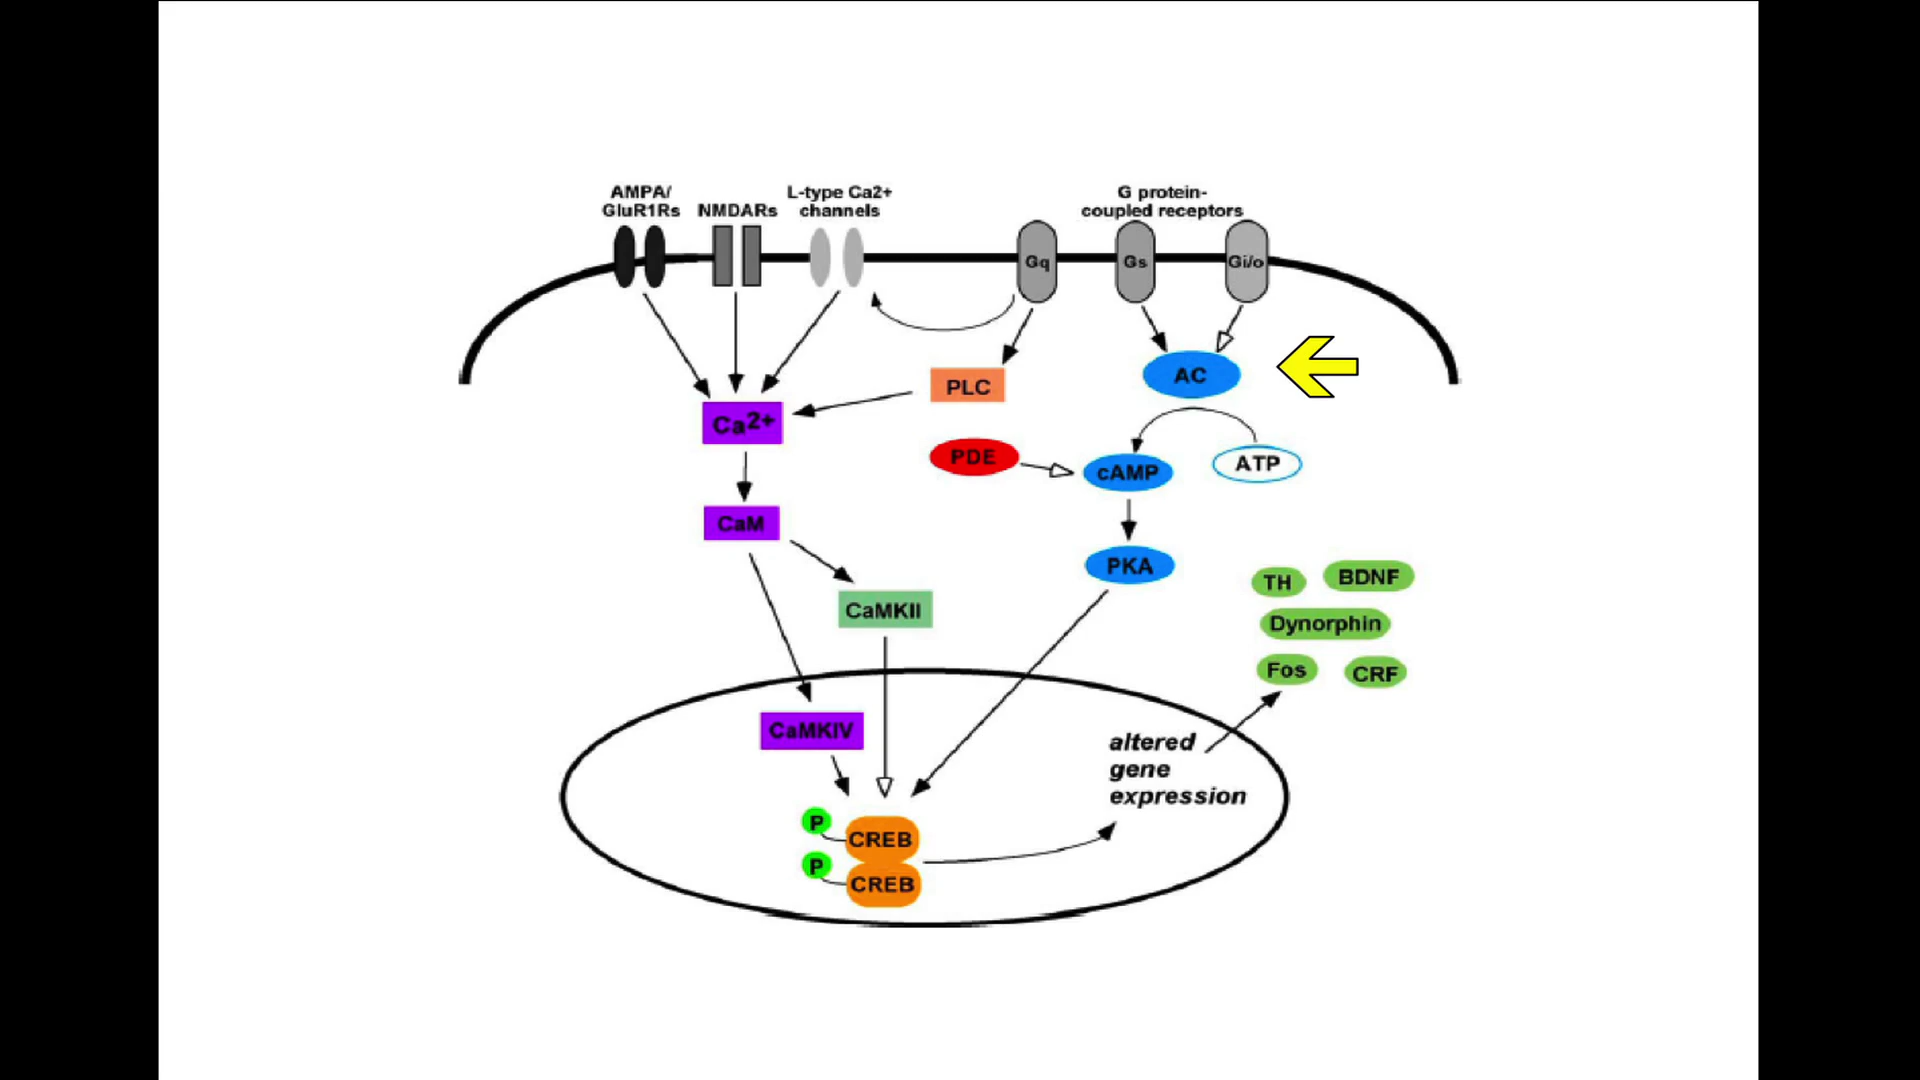 AMPA/
GluR1Rs
NMDARs
L-type Ca2+
channels
G protein-
coupled receptors
Gq
Gs
Gi/o
AC
PLC
Ca2+
PDE
cAMP
ATP
CaM
PKA
TH
BDNF
CaMKII
Dynorphin
Fos
CRF
CaMKIV
altered
gene
expression
P
CREB
P
CREB